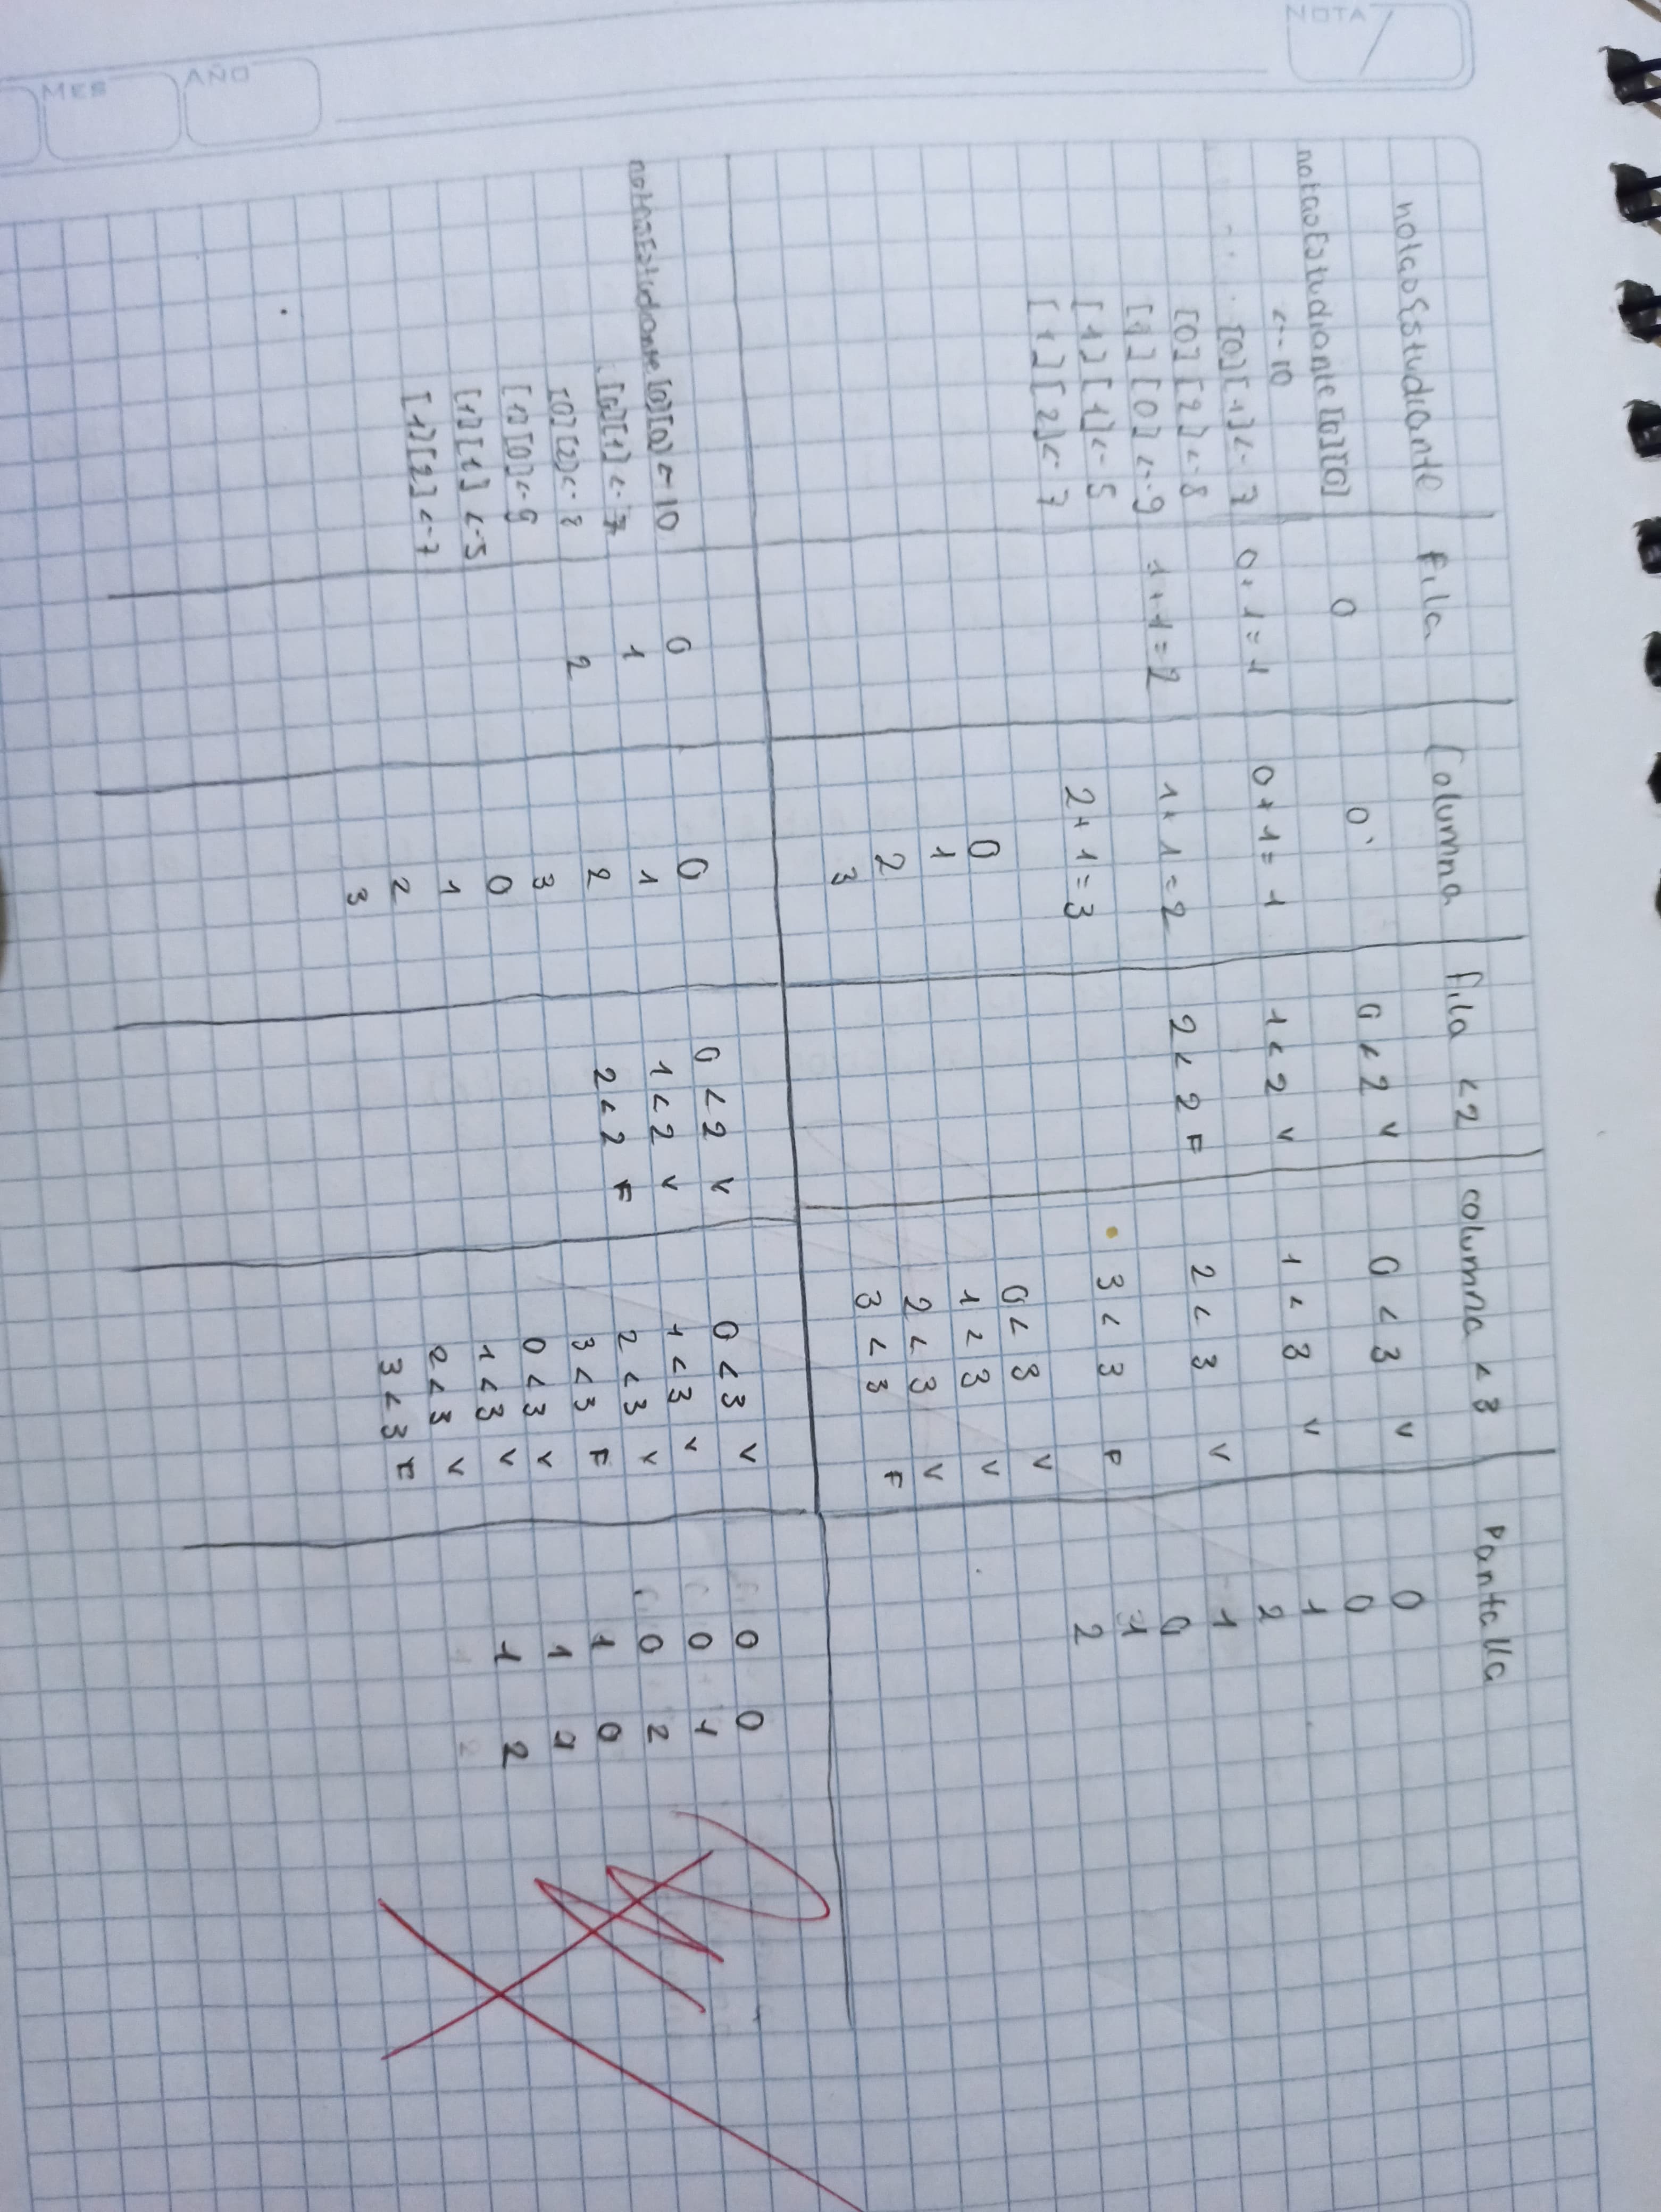 MES AÑO NOTA
notasEstudiante Fila Columna Fila <2 columna <3 Pantalla
notasEstudiante[0][0] 0 0 0<2 V 0<3 V 0
<-10 0
[0][1]<-7 0+1=1 0+1=1 1<2 V 1<3 V 1
[0][2]<-8 2
[1][0]<-9 1+1=2 1+1=2 2<2 F 2<3 V 1
[1][1]<-5 0
[1][2]<-7 2+1=3 3<3 F 1
2
0 0<3 V
1 1<3 V
2 2<3 V
3 3<3 F
notasEstudiante[0][0]<-10 0 0 0<2 V 0<3 V 0 0
[0][1]<-7 1 1 1<2 V 1<3 V 0 1
[0][2]<-8 2 2 2<2 F 2<3 V 0 2
[1][0]<-9 3 3<3 F 1 0
[1][1]<-5 0 0<3 V 1 1
[1][2]<-7 1 1<3 V 1 2
2 2<3 V
3 3<3 F